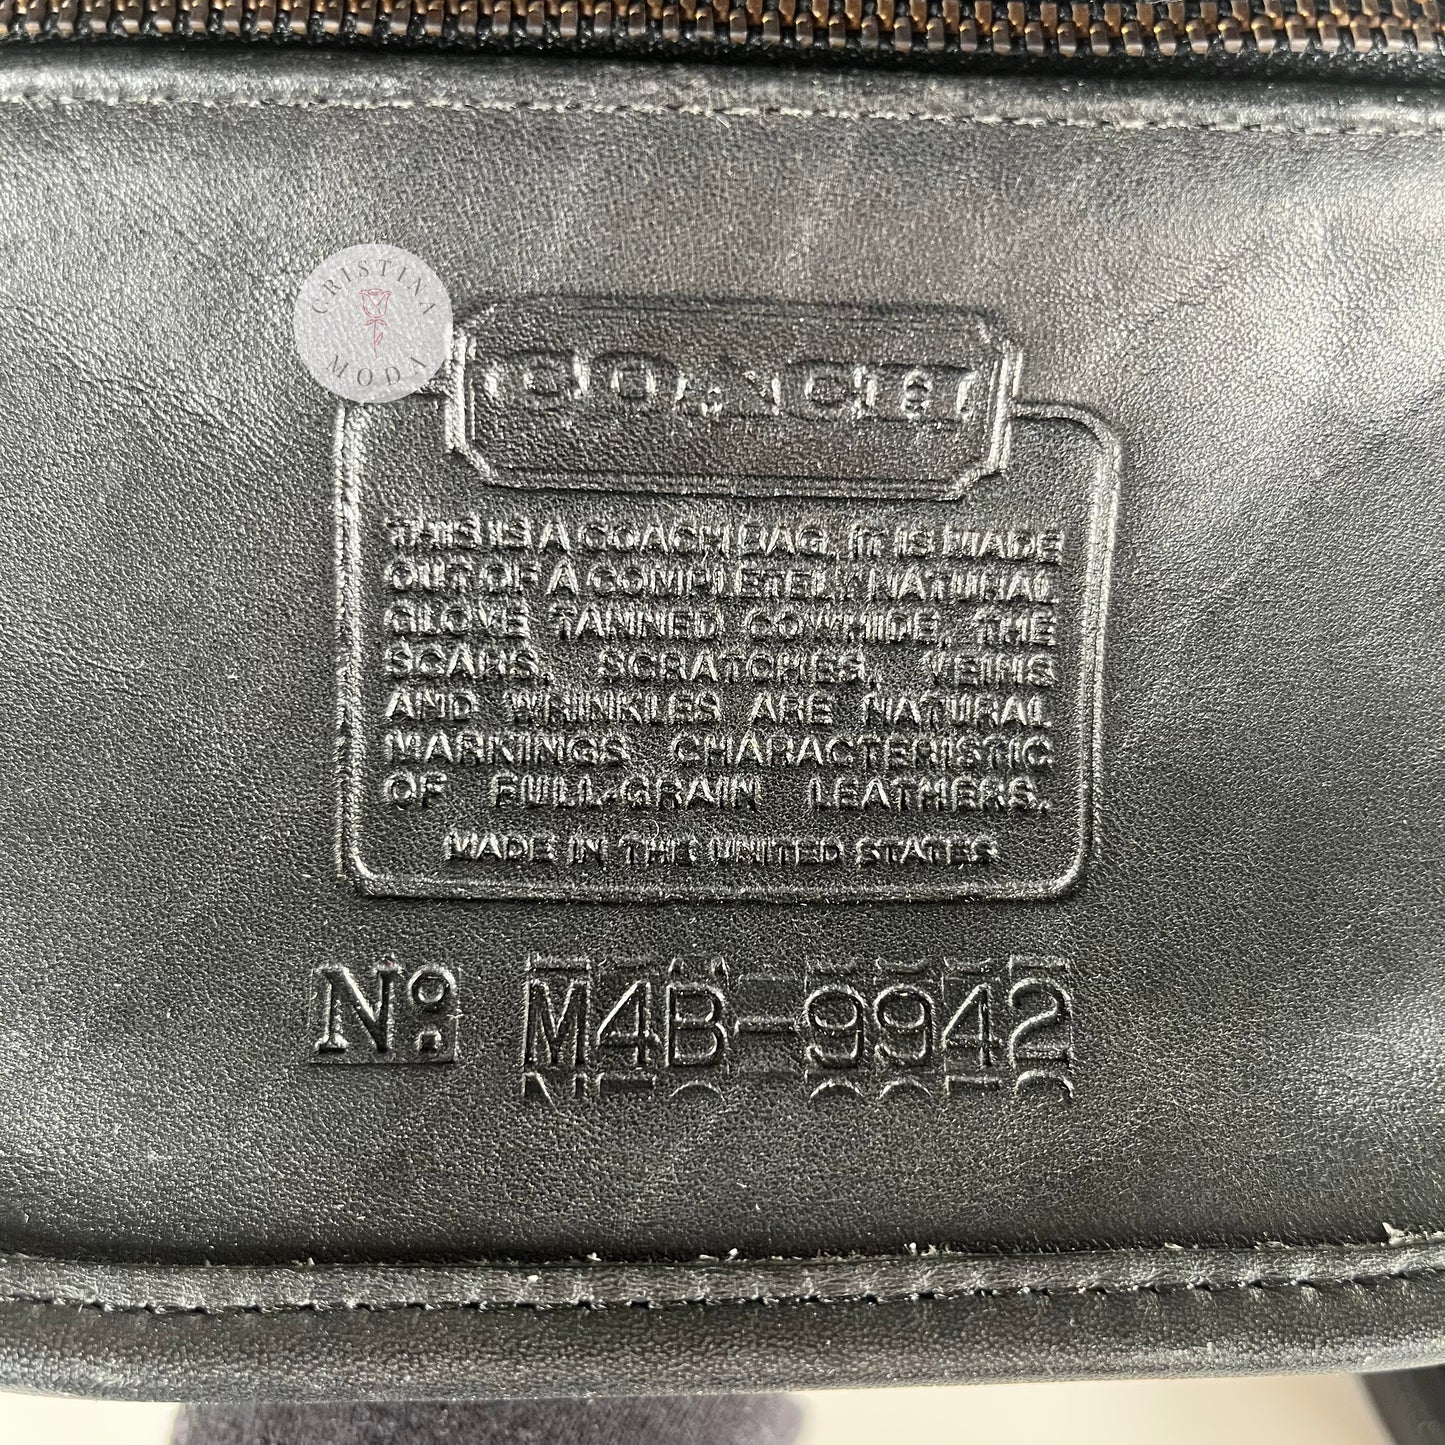 CRISTINA
MODA
COACH
THIS IS A COACH BAG. IT IS MADE
OUT OF A COMPLETELY NATURAL
GLOVE TANNED COWHIDE, THE
SCARS, SCRATCHES, VEINS
AND WRINKLES ARE NATURAL
MARKINGS CHARACTERISTIC
OF FULL-GRAIN LEATHERS.
MADE IN THE UNITED STATES
No: M4B-9942